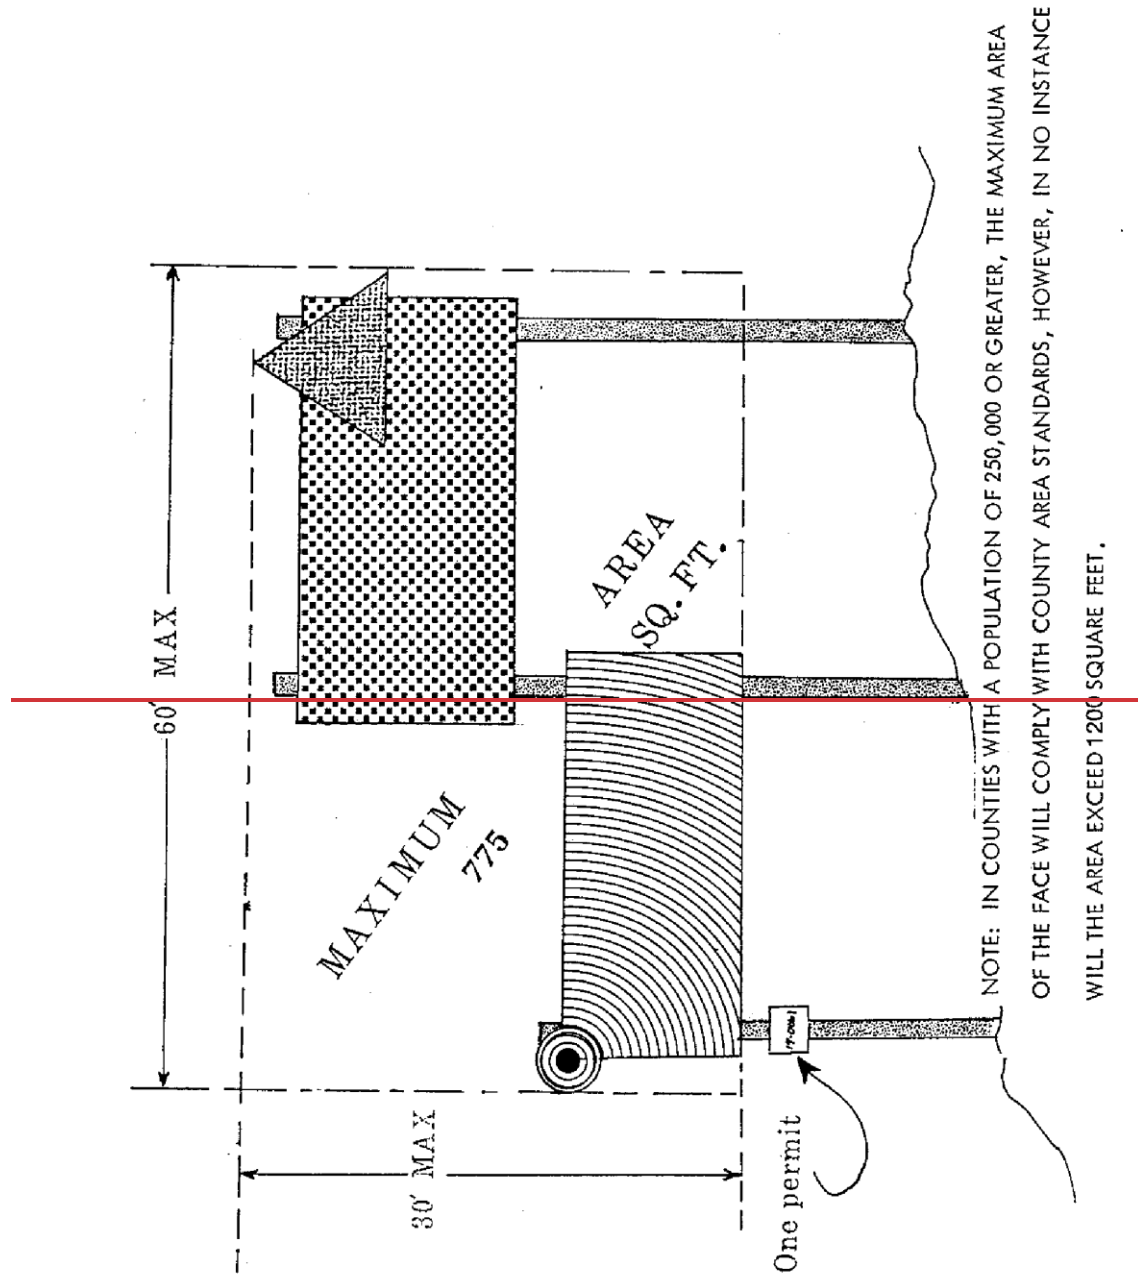 60' MAX
30' MAX
MAXIMUM AREA
775 SQ. FT.
One permit
NOTE: IN COUNTIES WITH A POPULATION OF 250,000 OR GREATER, THE MAXIMUM AREA
OF THE FACE WILL COMPLY WITH COUNTY AREA STANDARDS, HOWEVER, IN NO INSTANCE
WILL THE AREA EXCEED 1200 SQUARE FEET.